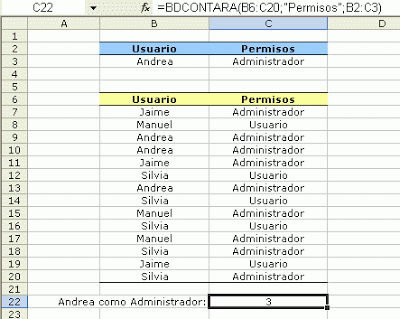 C22 fx =BDCONTARA(B6:C20;"Permisos";B2:C3)
A B C D
1
2 Usuario Permisos
3 Andrea Administrador
4
5
6 Usuario Permisos
7 Jaime Administrador
8 Manuel Usuario
9 Andrea Administrador
10 Andrea Administrador
11 Jaime Administrador
12 Silvia Usuario
13 Andrea Administrador
14 Silvia Usuario
15 Manuel Administrador
16 Silvia Usuario
17 Manuel Administrador
18 Silvia Administrador
19 Jaime Usuario
20 Silvia Administrador
21
22 Andrea como Administrador: 3
23